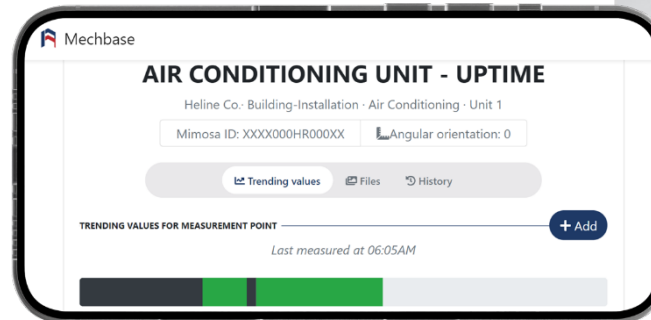 Mechbase
AIR CONDITIONING UNIT - UPTIME
Heline Co.· Building-Installation · Air Conditioning · Unit 1
Mimosa ID: XXXX000HR000XX
Angular orientation: 0
Trending values
Files
History
TRENDING VALUES FOR MEASUREMENT POINT
+ Add
Last measured at 06:05AM